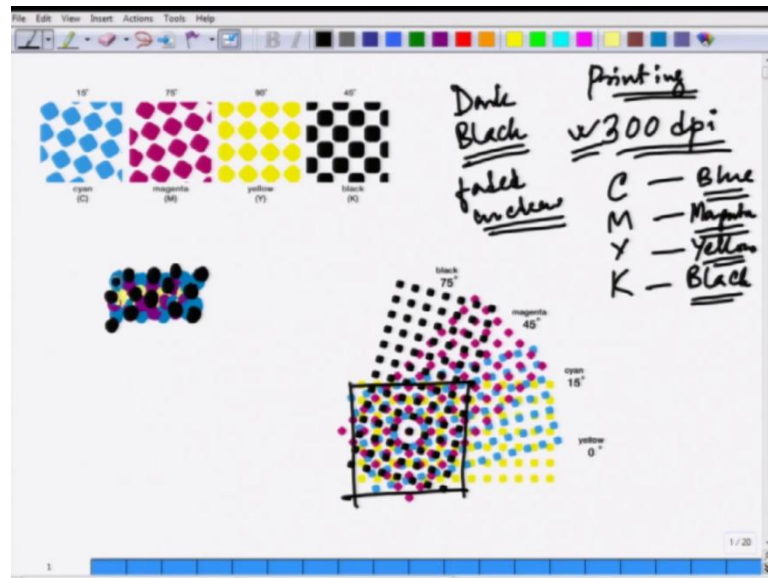 File Edit View Insert Actions Tools Help
B I
15° 75° 90° 45°
cyan magenta yellow black
(C) (M) (Y) (K)
Dark
Black
faded
unclear
Printing
w 300 dpi
C — Blue
M — Magenta
Y — Yellow
K — Black
black
75°
magenta
45°
cyan
15°
yellow
0°
1 / 20
1